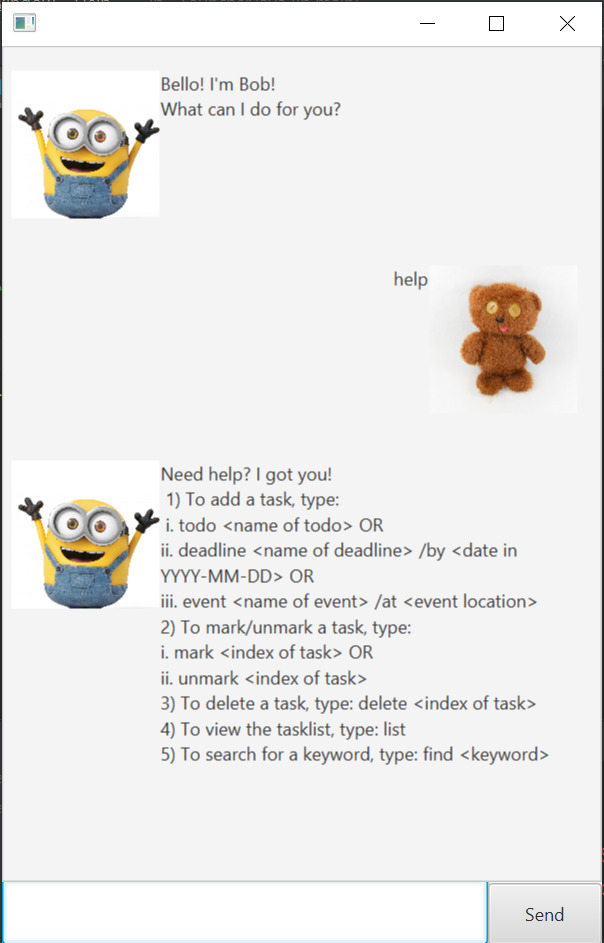 Bello! I'm Bob!
What can I do for you?
help
Need help? I got you!
1) To add a task, type:
i. todo <name of todo> OR
ii. deadline <name of deadline> /by <date in
YYYY-MM-DD> OR
iii. event <name of event> /at <event location>
2) To mark/unmark a task, type:
i. mark <index of task> OR
ii. unmark <index of task>
3) To delete a task, type: delete <index of task>
4) To view the tasklist, type: list
5) To search for a keyword, type: find <keyword>
Send